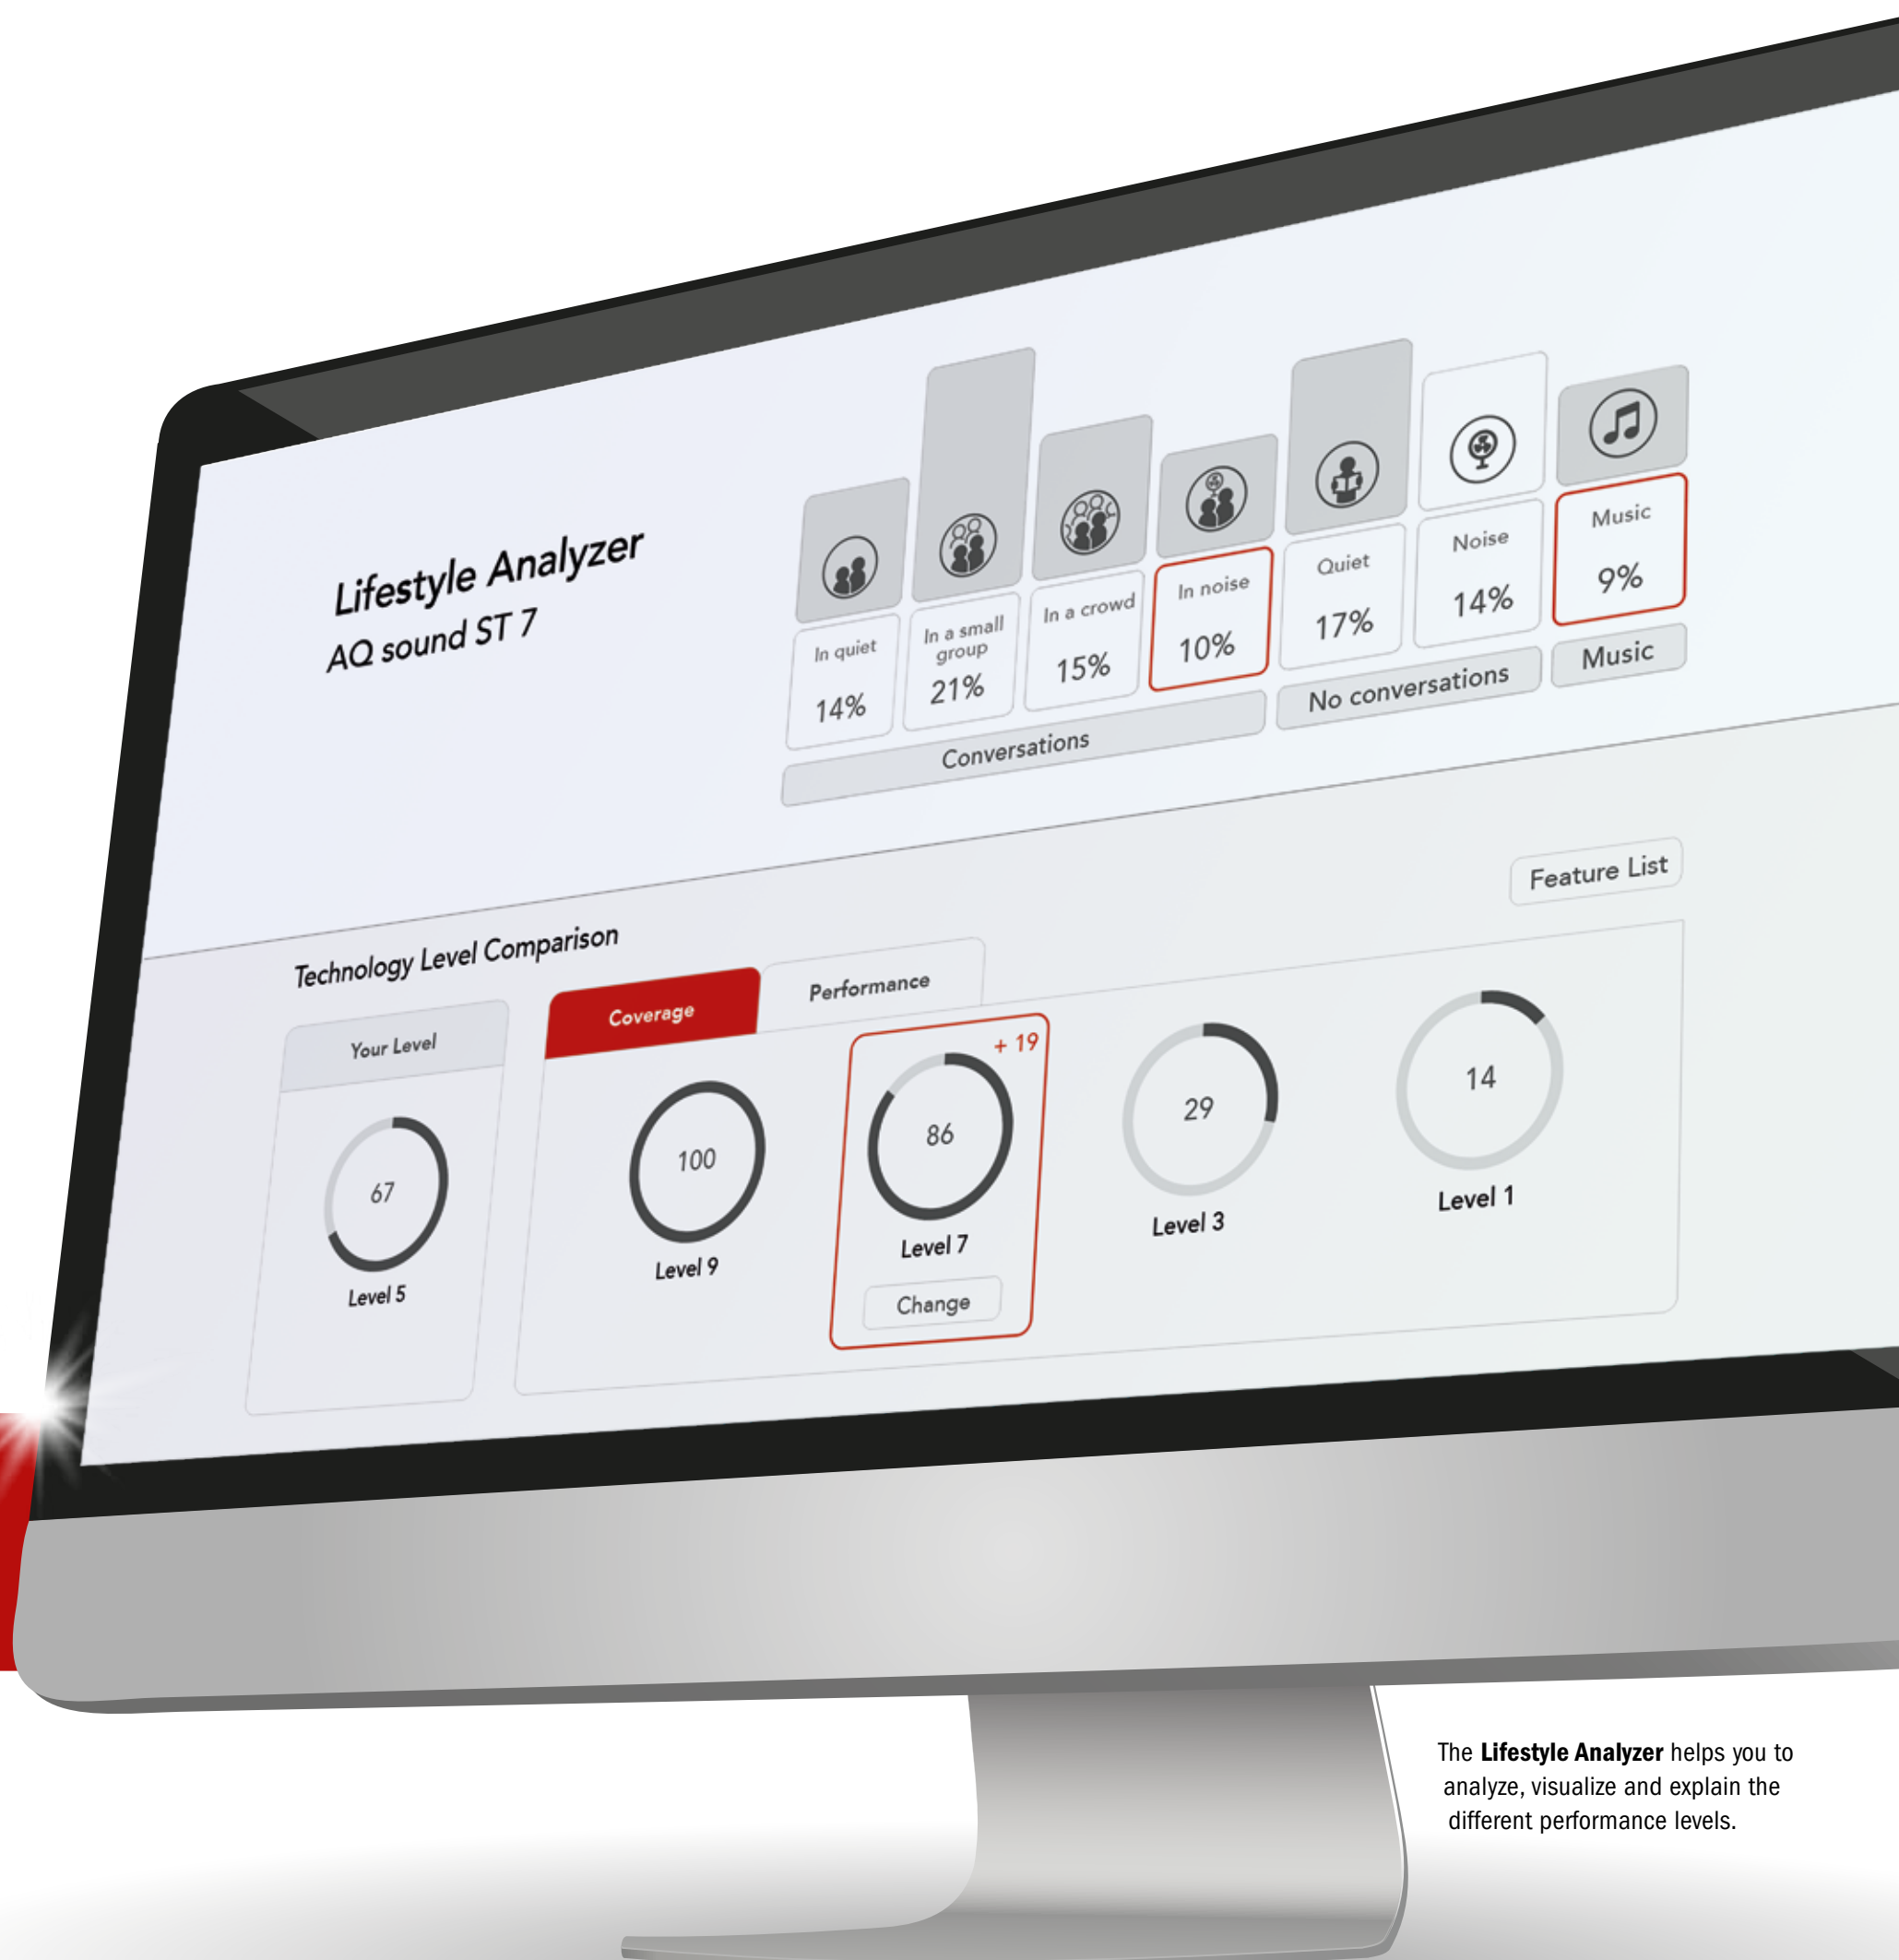 Lifestyle Analyzer
AQ sound ST 7
In quiet
14%
In a small
group
21%
In a crowd
15%
In noise
10%
Quiet
17%
Noise
14%
Music
9%
Conversations
No conversations
Music
Feature List
Technology Level Comparison
Your Level
67
Level 5
Coverage
Performance
100
Level 9
+ 19
86
Level 7
Change
29
Level 3
14
Level 1
The Lifestyle Analyzer helps you to
analyze, visualize and explain the
different performance levels.